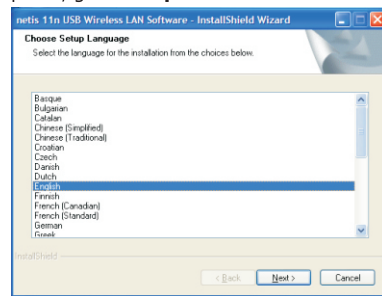 netis 11n USB Wireless LAN Software - InstallShield Wizard
Choose Setup Language
Select the language for the installation from the choices below.
Basque
Bulgarian
Catalan
Chinese (Simplified)
Chinese (Traditional)
Croatian
Czech
Danish
Dutch
English
Finnish
French (Canadian)
French (Standard)
German
Greek
InstallShield
< Back
Next >
Cancel